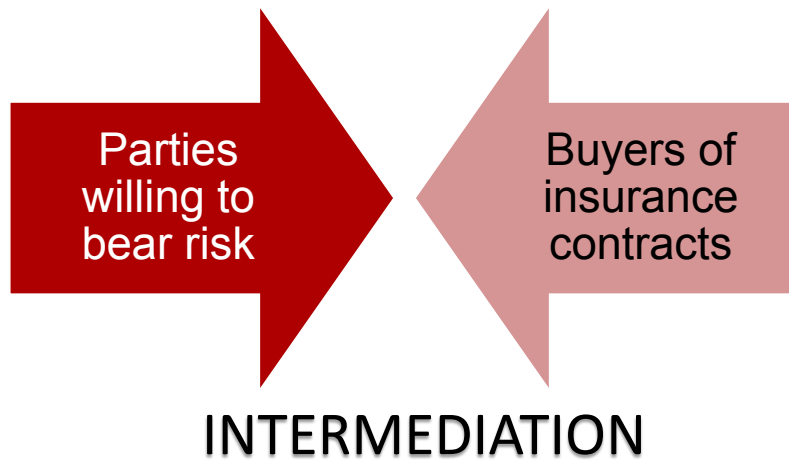 Parties
willing to
bear risk
Buyers of
insurance
contracts
INTERMEDIATION